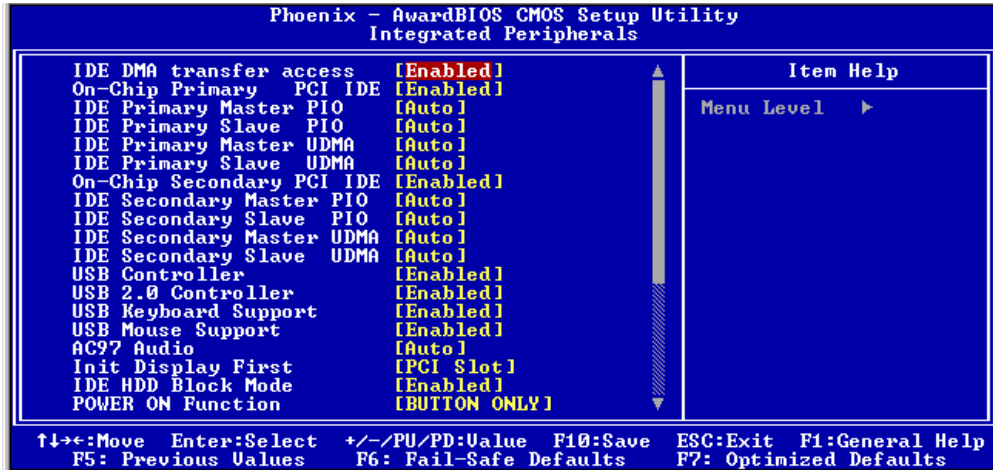 Phoenix - AwardBIOS CMOS Setup Utility
Integrated Peripherals
IDE DMA transfer access [Enabled]
On-Chip Primary PCI IDE [Enabled]
IDE Primary Master PIO [Auto]
IDE Primary Slave PIO [Auto]
IDE Primary Master UDMA [Auto]
IDE Primary Slave UDMA [Auto]
On-Chip Secondary PCI IDE [Enabled]
IDE Secondary Master PIO [Auto]
IDE Secondary Slave PIO [Auto]
IDE Secondary Master UDMA [Auto]
IDE Secondary Slave UDMA [Auto]
USB Controller [Enabled]
USB 2.0 Controller [Enabled]
USB Keyboard Support [Enabled]
USB Mouse Support [Enabled]
AC97 Audio [Auto]
Init Display First [PCI Slot]
IDE HDD Block Mode [Enabled]
POWER ON Function [BUTTON ONLY]
Item Help
Menu Level ▶
↑↓→←:Move Enter:Select +/-/PU/PD:Value F10:Save ESC:Exit F1:General Help
F5: Previous Values F6: Fail-Safe Defaults F7: Optimized Defaults